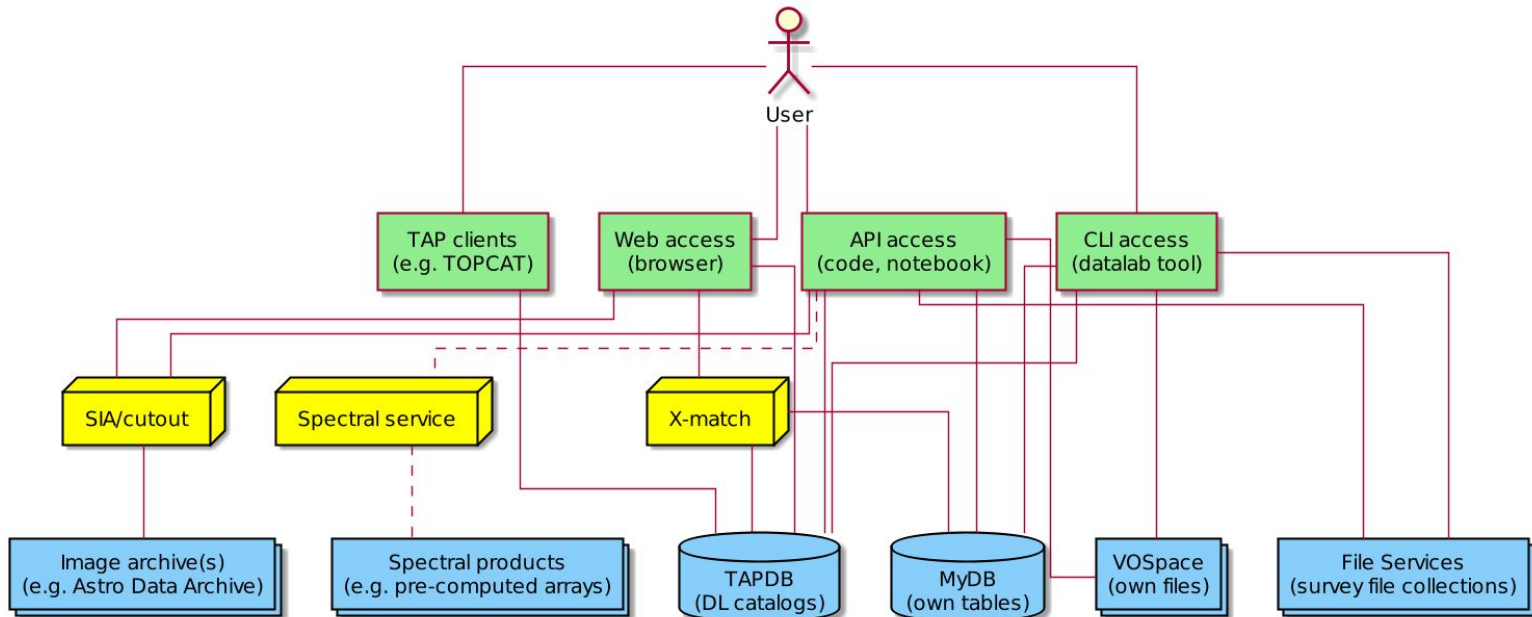 User
TAP clients
(e.g. TOPCAT)
Web access
(browser)
API access
(code, notebook)
CLI access
(datalab tool)
SIA/cutout
Spectral service
X-match
Image archive(s)
(e.g. Astro Data Archive)
Spectral products
(e.g. pre-computed arrays)
TAPDB
(DL catalogs)
MyDB
(own tables)
VOSpace
(own files)
File Services
(survey file collections)